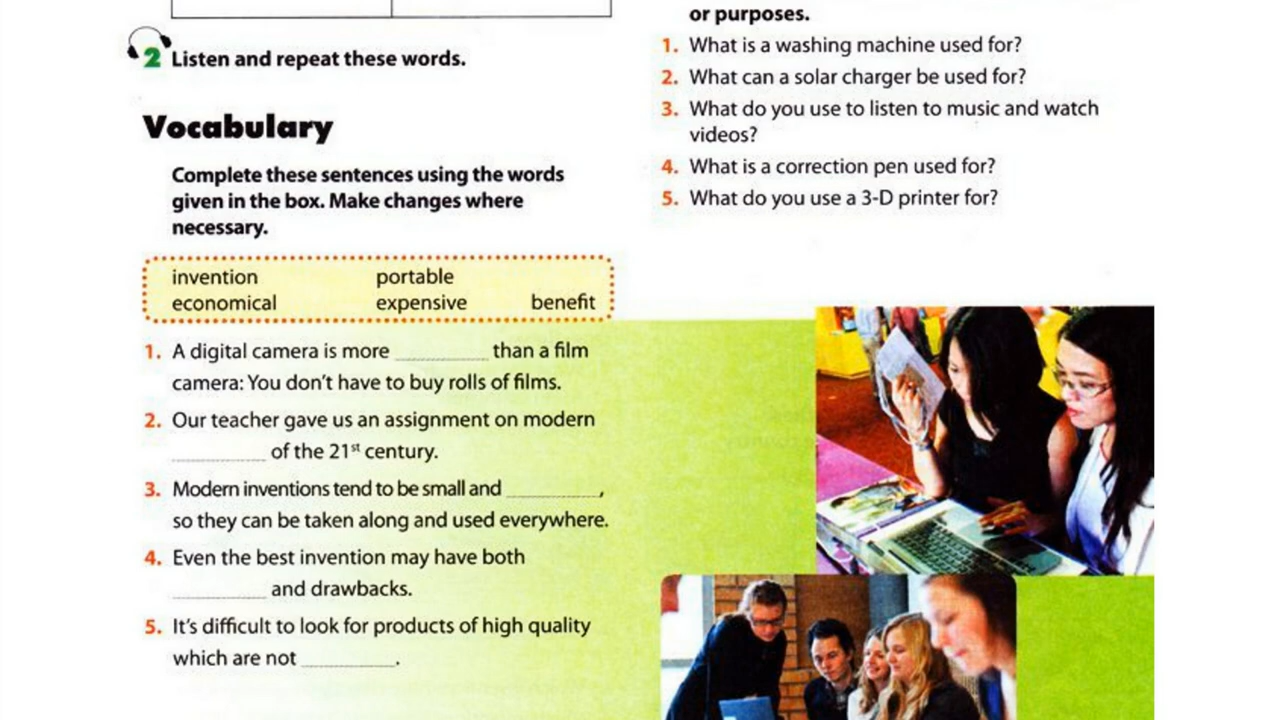 2 Listen and repeat these words.
Vocabulary
Complete these sentences using the words
given in the box. Make changes where
necessary.
invention portable
economical expensive benefit
1. A digital camera is more __________ than a film
camera: You don't have to buy rolls of films.
2. Our teacher gave us an assignment on modern
__________ of the 21st century.
3. Modern inventions tend to be small and __________,
so they can be taken along and used everywhere.
4. Even the best invention may have both
__________ and drawbacks.
5. It's difficult to look for products of high quality
which are not __________.
or purposes.
1. What is a washing machine used for?
2. What can a solar charger be used for?
3. What do you use to listen to music and watch
videos?
4. What is a correction pen used for?
5. What do you use a 3-D printer for?